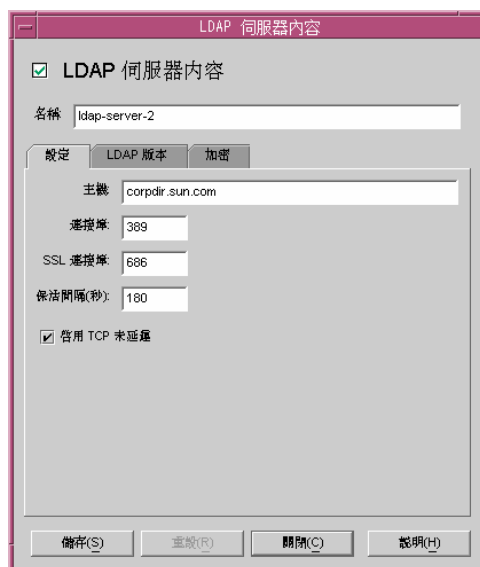 LDAP 伺服器內容
LDAP 伺服器內容
名稱: ldap-server-2
設定 LDAP 版本 加密
主機: corpdir.sun.com
連接埠: 389
SSL 連接埠: 686
保活間隔(秒): 180
啓用 TCP 未延遲
儲存(S) 重設(R) 關閉(C) 說明(H)